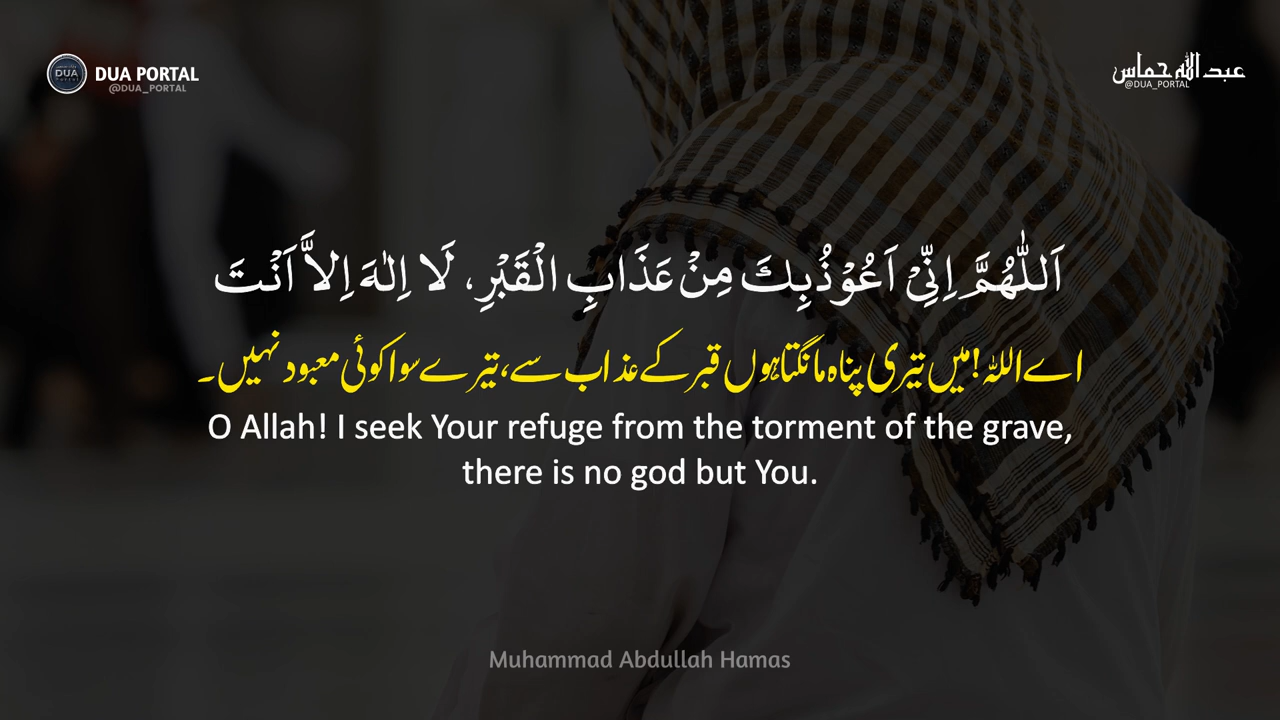 DUA PORTAL
@DUA_PORTAL
عبد الله حماس
@DUA_PORTAL
اَللّٰهُمَّ اِنِّيْ اَعُوْذُبِكَ مِنْ عَذَابِ الْقَبْرِ، لَا اِلٰهَ اِلاَّ اَنْتَ
اے اللہ! میں تیری پناہ مانگتا ہوں قبر کے عذاب سے، تیرے سوا کوئی معبود نہیں۔
O Allah! I seek Your refuge from the torment of the grave,
there is no god but You.
Muhammad Abdullah Hamas